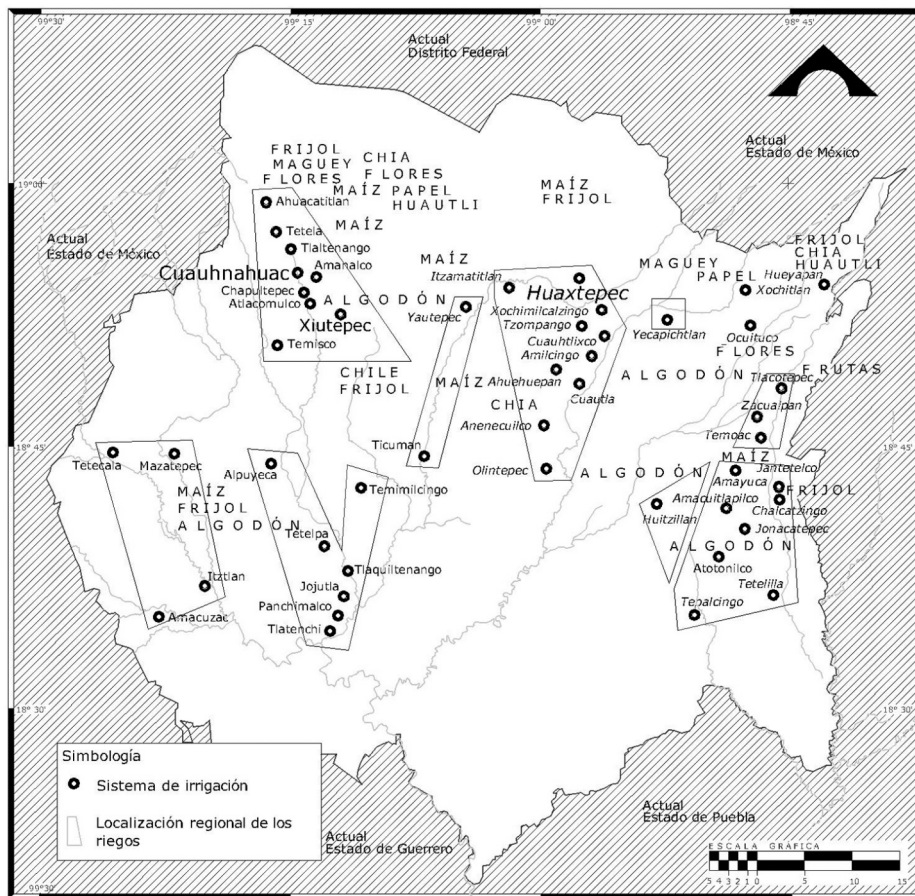 99° 30'
99° 15'
99° 00'
98° 45'
Actual
Distrito Federal
Actual
Estado de México
Actual
Estado de México
19° 00'
19° 00'
FRIJOL
MAGUEY
FLORES
CHIA
FLORES
MAÍZ PAPEL
HUAUTLI
MAÍZ
MAÍZ
FRIJOL
Ahuacatitlan
Tetela
Tlaltenango
Cuauhnahuac
Amanalco
Chapultepec
Atlacomulco
ALGODÓN
Xiutepec
Temisco
CHILE
FRIJOL
MAÍZ
Itzamatitlan
Yautepec
MAÍZ
Ticuman
Huaxtepec
Xochimilcalzingo
Tzompango
Cuauhtlixco
Amilcingo
Ahuehuepan
Cuautla
CHIA
Anenecuilco
Olintepec
MAGUEY
PAPEL
Yecapichtlan
FRIJOL
CHIA
HUAUTLI
Hueyapan
Xochitlan
Ocuituco
FLORES
ALGODÓN
FRUTAS
Tlacotepec
Zacualpan
Temoac
18° 45'
18° 45'
Tetecala
Mazatepec
MAÍZ
FRIJOL
ALGODÓN
Itztlan
Amacuzac
Alpuyeca
Temimilcingo
Tetelpa
Tlaquiltenango
Jojutla
Panchimalco
Tlatenchi
ALGODÓN
Huitzillan
MAÍZ
Jantetelco
Amayuca
FRIJOL
Amacuitlapilco
Chalcatzingo
Jonacatepec
ALGODÓN
Atotonilco
Tetelilla
Tepalcingo
18° 30'
18° 30'
Simbología
Sistema de irrigación
Localización regional de los
riegos
Actual
Estado de Guerrero
Actual
Estado de Puebla
ESCALA GRÁFICA
5 4 3 2 1 0 5 10 15
99° 30'